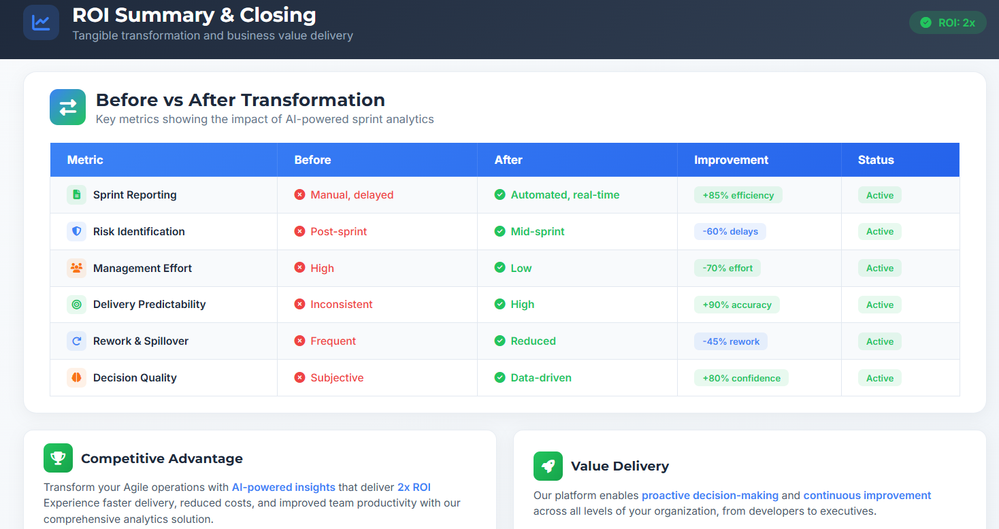 ROI Summary & Closing
Tangible transformation and business value delivery
ROI: 2x
Before vs After Transformation
Key metrics showing the impact of AI-powered sprint analytics
Metric Before After Improvement Status
Sprint Reporting Manual, delayed Automated, real-time +85% efficiency Active
Risk Identification Post-sprint Mid-sprint -60% delays Active
Management Effort High Low -70% effort Active
Delivery Predictability Inconsistent High +90% accuracy Active
Rework & Spillover Frequent Reduced -45% rework Active
Decision Quality Subjective Data-driven +80% confidence Active
Competitive Advantage
Transform your Agile operations with AI-powered insights that deliver 2x ROI
Experience faster delivery, reduced costs, and improved team productivity with our
comprehensive analytics solution.
Value Delivery
Our platform enables proactive decision-making and continuous improvement
across all levels of your organization, from developers to executives.